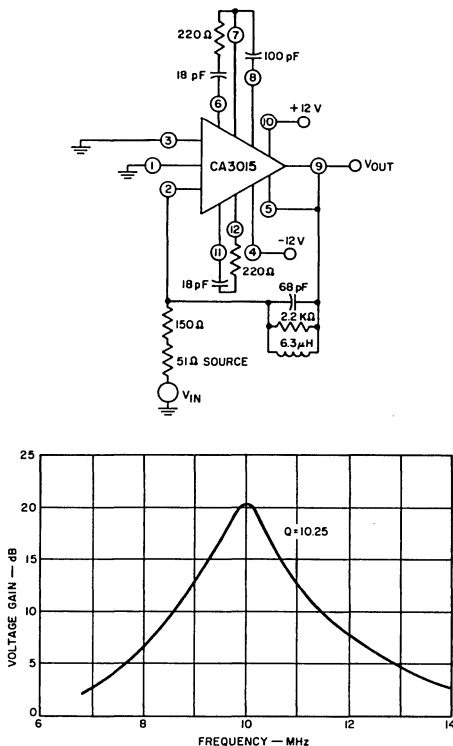 7
220Ω
100 pF
18 pF
8
6
+12 V
10
3
CA3015
1
9
VOUT
2
5
12
11
4
-12V
220Ω
18 pF
68 pF
2.2 KΩ
6.3μH
150Ω
51Ω SOURCE
VIN
25
20
Q = 10.25
15
10
5
0
VOLTAGE GAIN — dB
6
8
10
12
14
FREQUENCY — MHz